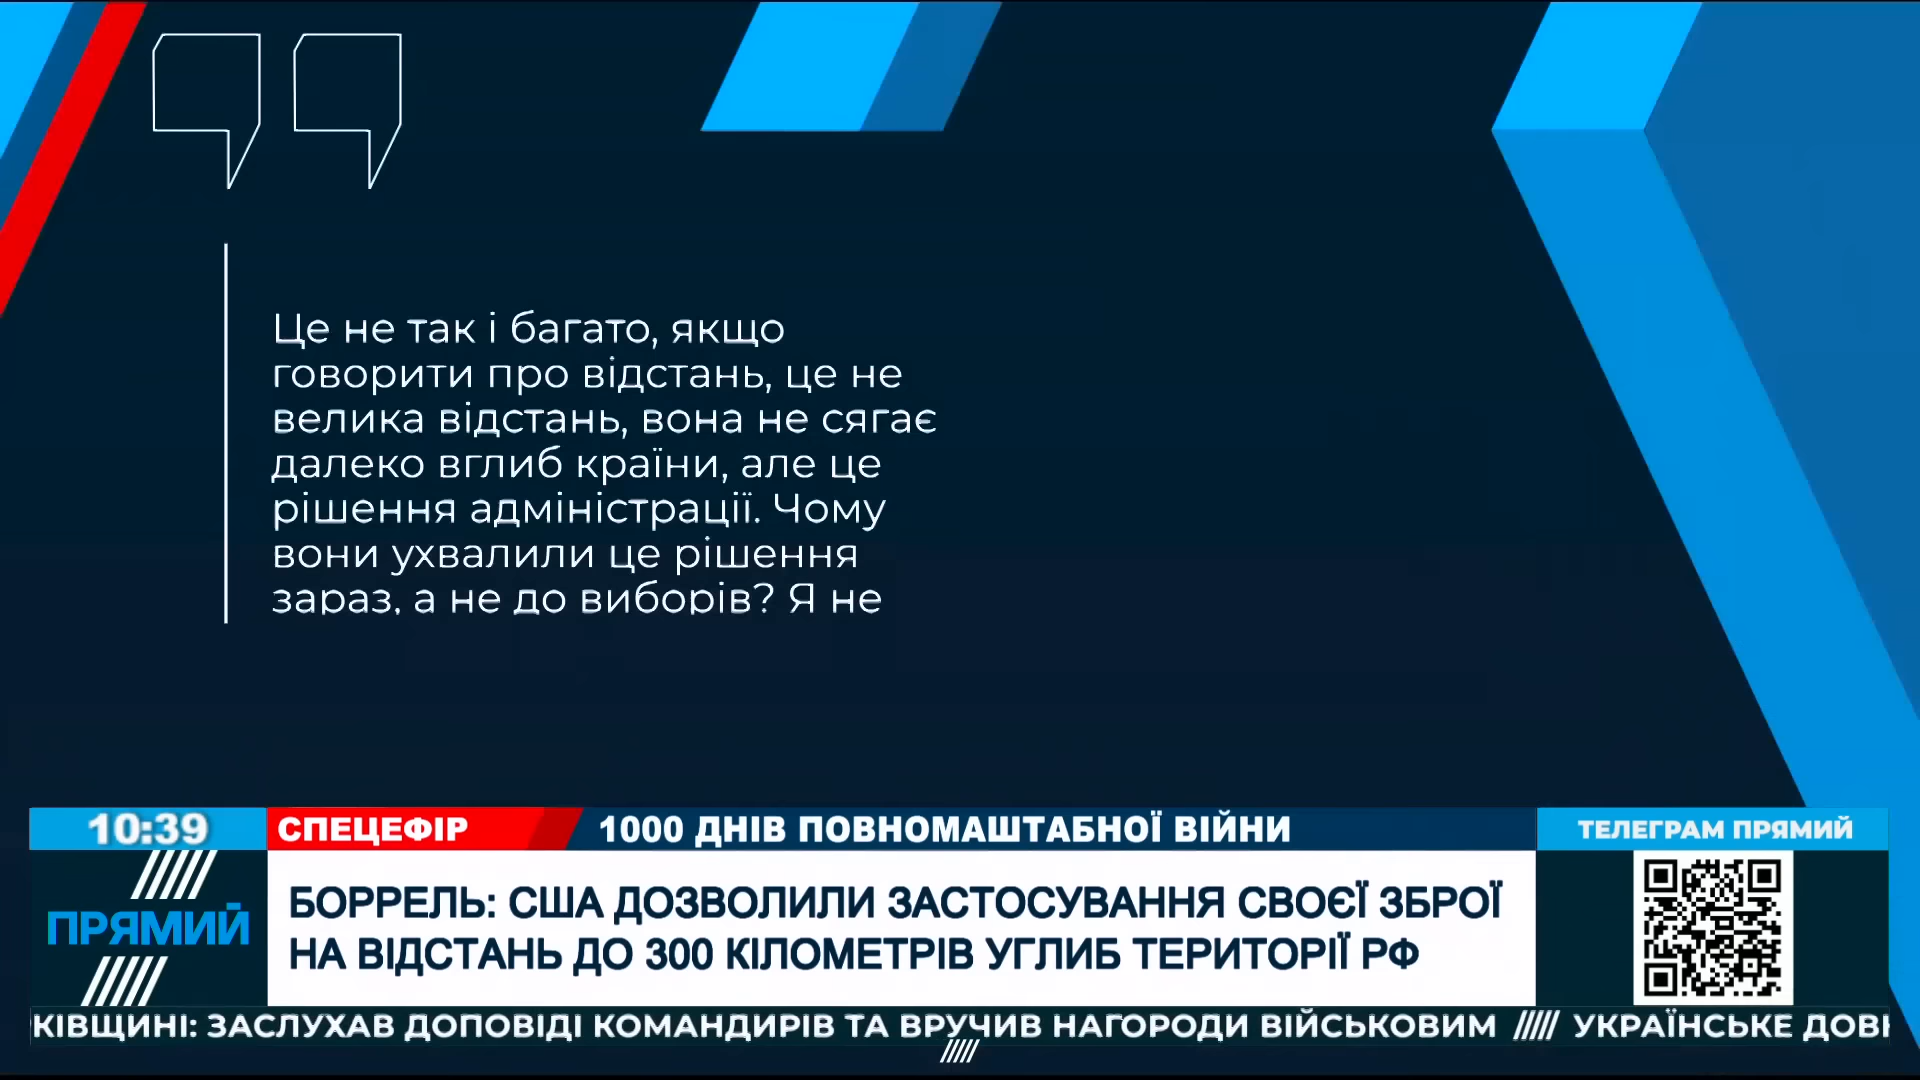 Це не так і багато, якщо
говорити про відстань, це не
велика відстань, вона не сягає
далеко вглиб країни, але це
рішення адміністрації. Чому
вони ухвалили це рішення
зараз, а не до виборів? Я не
10:39
СПЕЦЕФІР
1000 ДНІВ ПОВНОМАШТАБНОЇ ВІЙНИ
ТЕЛЕГРАМ ПРЯМИЙ
ПРЯМИЙ
БОРРЕЛЬ: США ДОЗВОЛИЛИ ЗАСТОСУВАННЯ СВОЄЇ ЗБРОЇ
НА ВІДСТАНЬ ДО 300 КІЛОМЕТРІВ УГЛИБ ТЕРИТОРІЇ РФ
КІВЩИНІ: ЗАСЛУХАВ ДОПОВІДІ КОМАНДИРІВ ТА ВРУЧИВ НАГОРОДИ ВІЙСЬКОВИМ ///// УКРАЇНСЬКЕ